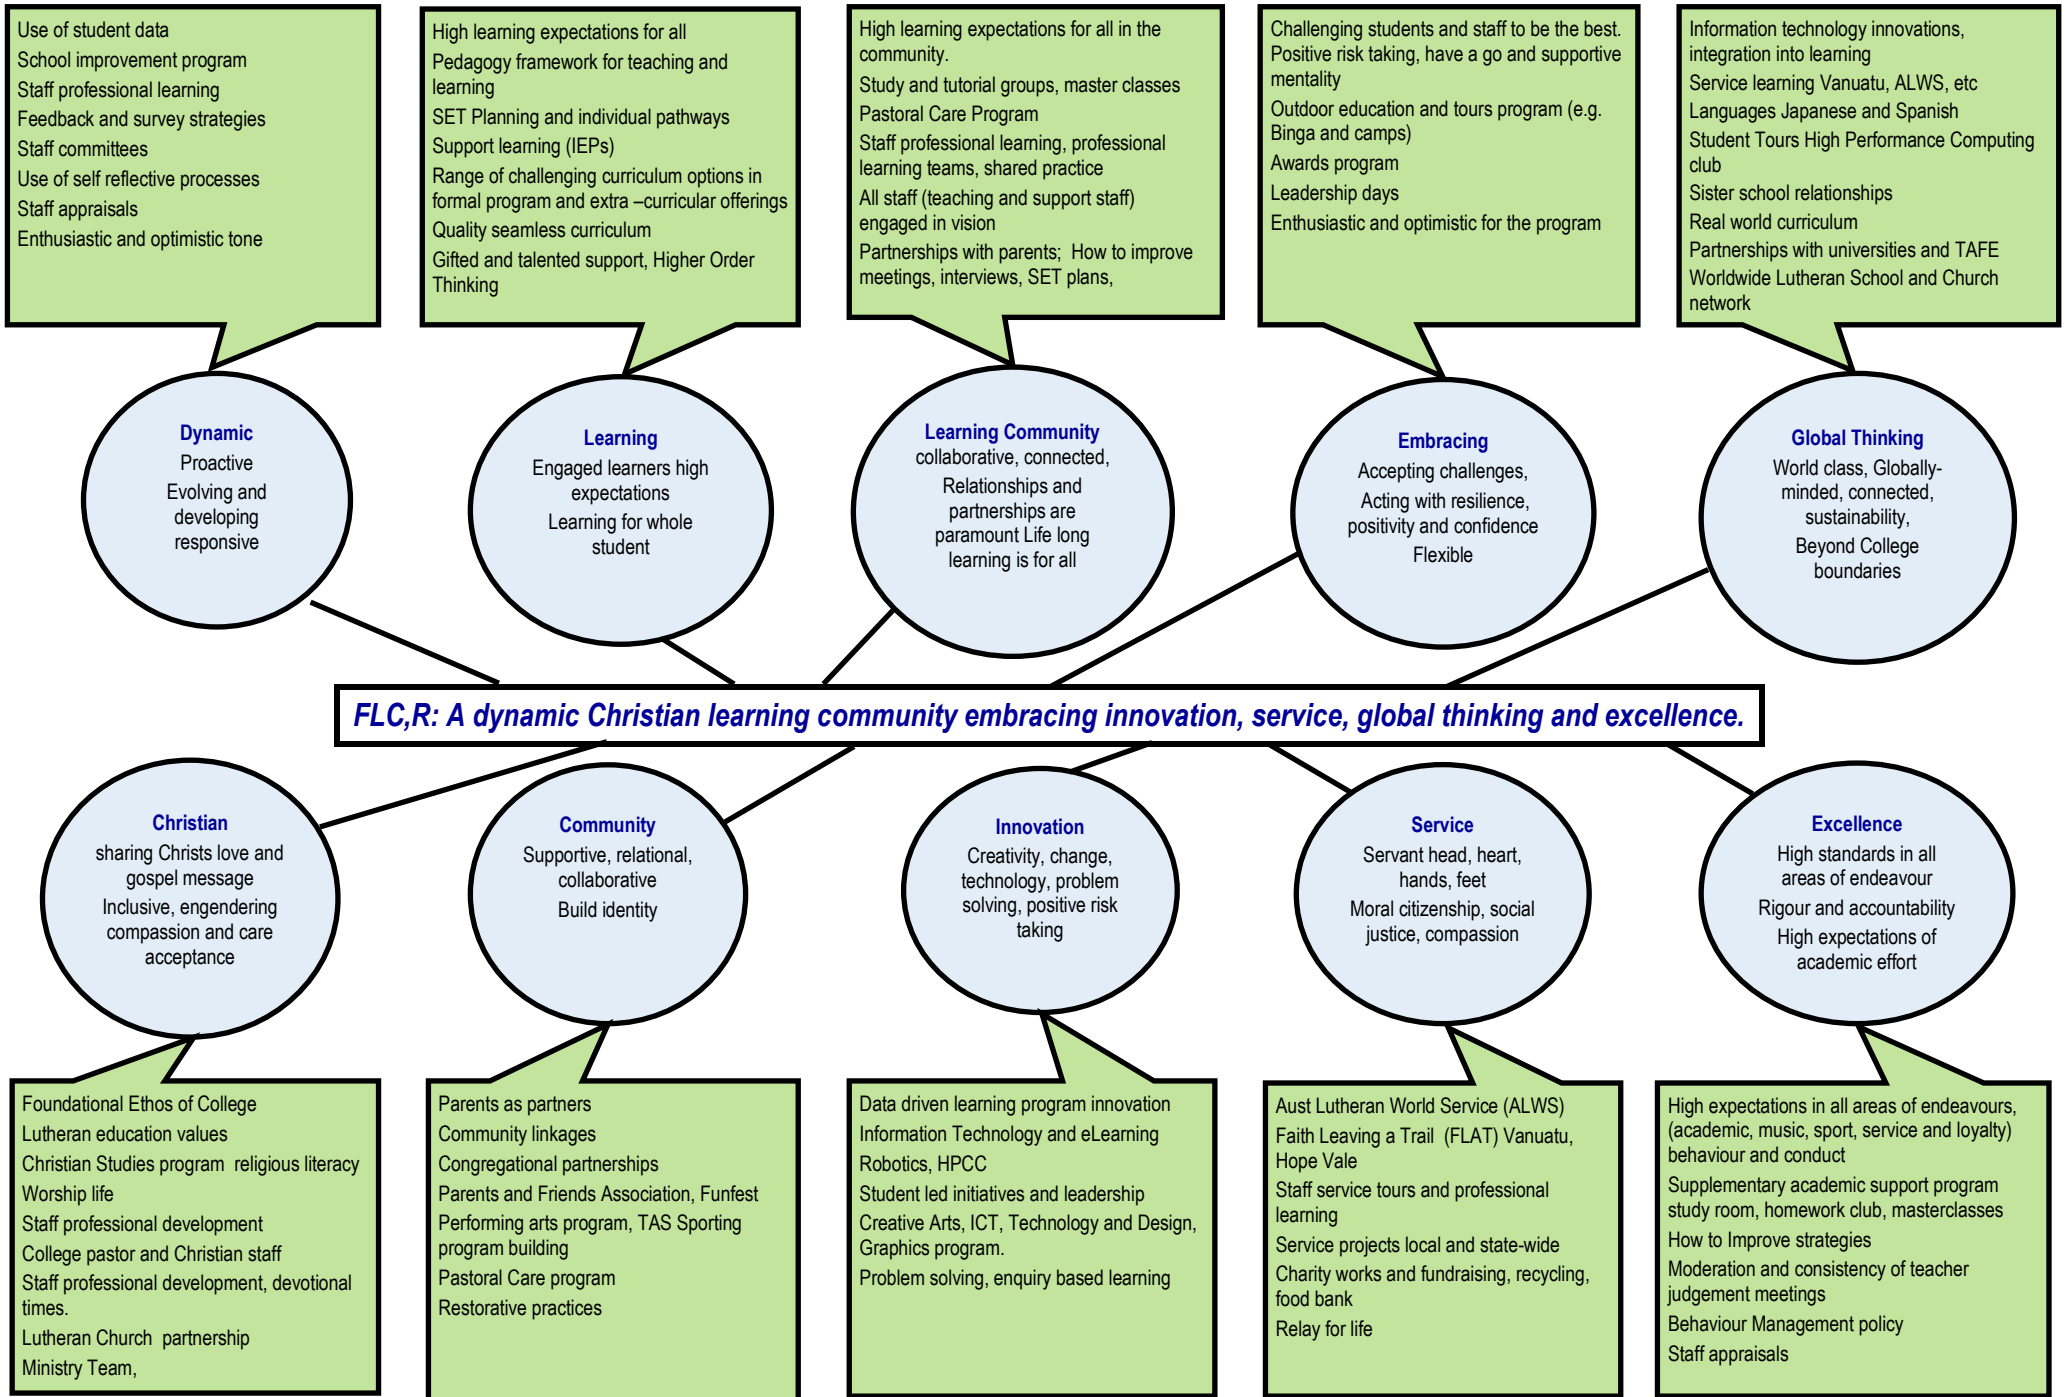 Use of student data
School improvement program
Staff professional learning
Feedback and survey strategies
Staff committees
Use of self reflective processes
Staff appraisals
Enthusiastic and optimistic tone
High learning expectations for all
Pedagogy framework for teaching and
learning
SET Planning and individual pathways
Support learning (IEPs)
Range of challenging curriculum options in
formal program and extra –curricular offerings
Quality seamless curriculum
Gifted and talented support, Higher Order
Thinking
High learning expectations for all in the
community.
Study and tutorial groups, master classes
Pastoral Care Program
Staff professional learning, professional
learning teams, shared practice
All staff (teaching and support staff)
engaged in vision
Partnerships with parents;  How to improve
meetings, interviews, SET plans,
Challenging students and staff to be the best.
Positive risk taking, have a go and supportive
mentality
Outdoor education and tours program (e.g.
Binga and camps)
Awards program
Leadership days
Enthusiastic and optimistic for the program
Information technology innovations,
integration into learning
Service learning Vanuatu, ALWS, etc
Languages Japanese and Spanish
Student Tours High Performance Computing
club
Sister school relationships
Real world curriculum
Partnerships with universities and TAFE
Worldwide Lutheran School and Church
network
Dynamic
Proactive
Evolving and
developing
responsive
Learning
Engaged learners high
expectations
Learning for whole
student
Learning Community
collaborative, connected,
Relationships and
partnerships are
paramount Life long
learning is for all
Embracing
Accepting challenges,
Acting with resilience,
positivity and confidence
Flexible
Global Thinking
World class, Globally-
minded, connected,
sustainability,
Beyond College
boundaries
FLC,R: A dynamic Christian learning community embracing innovation, service, global thinking and excellence.
Christian
sharing Christs love and
gospel message
Inclusive, engendering
compassion and care
acceptance
Community
Supportive, relational,
collaborative
Build identity
Innovation
Creativity, change,
technology, problem
solving, positive risk
taking
Service
Servant head, heart,
hands, feet
Moral citizenship, social
justice, compassion
Excellence
High standards in all
areas of endeavour
Rigour and accountability
High expectations of
academic effort
Foundational Ethos of College
Lutheran education values
Christian Studies program  religious literacy
Worship life
Staff professional development
College pastor and Christian staff
Staff professional development, devotional
times.
Lutheran Church  partnership
Ministry Team,
Parents as partners
Community linkages
Congregational partnerships
Parents and Friends Association, Funfest
Performing arts program, TAS Sporting
program building
Pastoral Care program
Restorative practices
Data driven learning program innovation
Information Technology and eLearning
Robotics, HPCC
Student led initiatives and leadership
Creative Arts, ICT, Technology and Design,
Graphics program.
Problem solving, enquiry based learning
Aust Lutheran World Service (ALWS)
Faith Leaving a Trail  (FLAT) Vanuatu,
Hope Vale
Staff service tours and professional
learning
Service projects local and state-wide
Charity works and fundraising, recycling,
food bank
Relay for life
High expectations in all areas of endeavours,
(academic, music, sport, service and loyalty)
behaviour and conduct
Supplementary academic support program
study room, homework club, masterclasses
How to Improve strategies
Moderation and consistency of teacher
judgement meetings
Behaviour Management policy
Staff appraisals